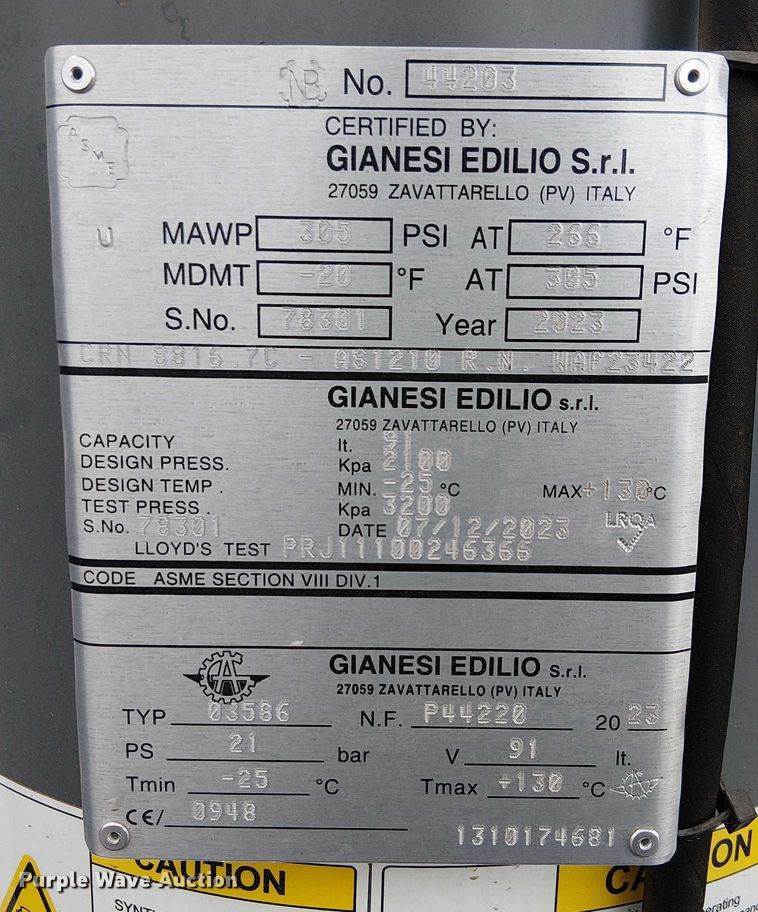 NB No. 44203
ASME
CERTIFIED BY:
GIANESI EDILIO S.r.l.
27059 ZAVATTARELLO (PV) ITALY
U MAWP 305 PSI AT 266 °F
MDMT -20 °F AT 305 PSI
S.No. 78301 Year 2023
CRN 8816.7C - AS1210 R.N. WAP23422
GIANESI EDILIO s.r.l.
27059 ZAVATTARELLO (PV) ITALY
CAPACITY lt. 91
DESIGN PRESS. Kpa 2100
DESIGN TEMP. MIN. -25 °C MAX +130°C
TEST PRESS. Kpa 3200
S.No. 78301 DATE 07/12/2023 LRQA
LLOYD'S TEST PRJ11100246366
CODE ASME SECTION VIII DIV.1
GIANESI EDILIO S.r.l.
27059 ZAVATTARELLO (PV) ITALY
TYP 03586 N.F. P44220 2023
PS 21 bar V 91 lt.
Tmin -25 °C Tmax +130 °C
CE/ 0948
1310174681
CAUTION
ON
Purple Wave Auction